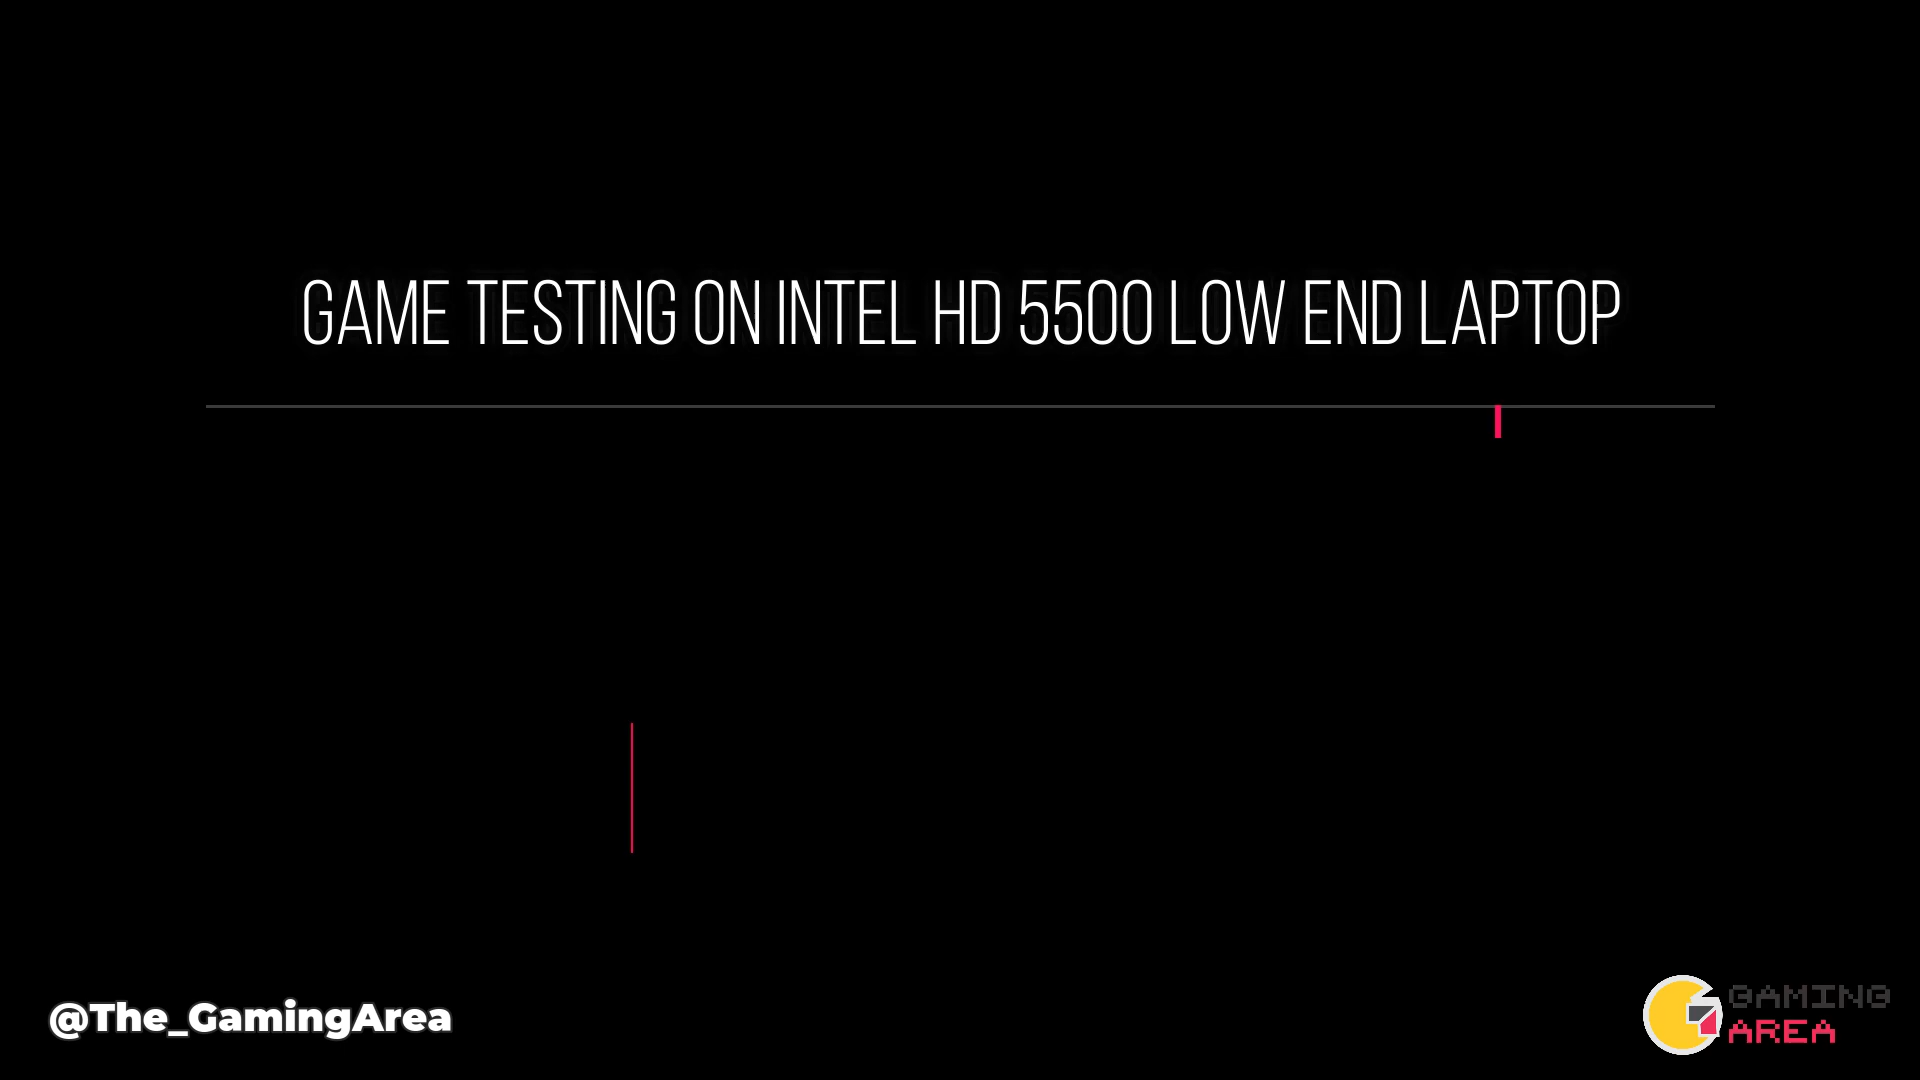 GAME TESTING ON INTEL HD 5500 LOW END LAPTOP
@The_GamingArea
GAMING
AREA